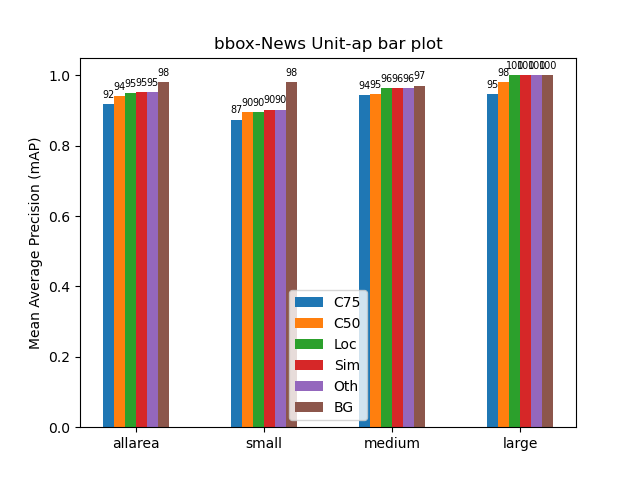 bbox-News Unit-ap bar plot
Mean Average Precision (mAP)
1.0
0.8
0.6
0.4
0.2
0.0
92 94 95 95 95 98
87 90 90 90 90 98
94 95 96 96 96 97
95 98 100 100 100 100
C75
C50
Loc
Sim
Oth
BG
allarea small medium large